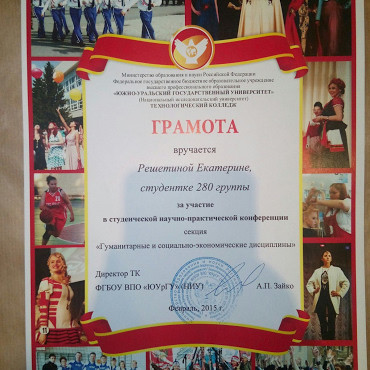 Министерство образования и науки Российской Федерации
Федеральное государственное бюджетное образовательное учреждение
высшего профессионального образования
«ЮЖНО-УРАЛЬСКИЙ ГОСУДАРСТВЕННЫЙ УНИВЕРСИТЕТ»
(Национальный исследовательский университет)
ТЕХНОЛОГИЧЕСКИЙ КОЛЛЕДЖ
ГРАМОТА
вручается
Решетиной Екатерине,
студентке 280 группы
за участие
в студенческой научно-практической конференции
секция
«Гуманитарные и социально-экономические дисциплины»
Директор ТК
ФГБОУ ВПО «ЮУрГУ» (НИУ) А.П. Зайко
Февраль, 2015 г.